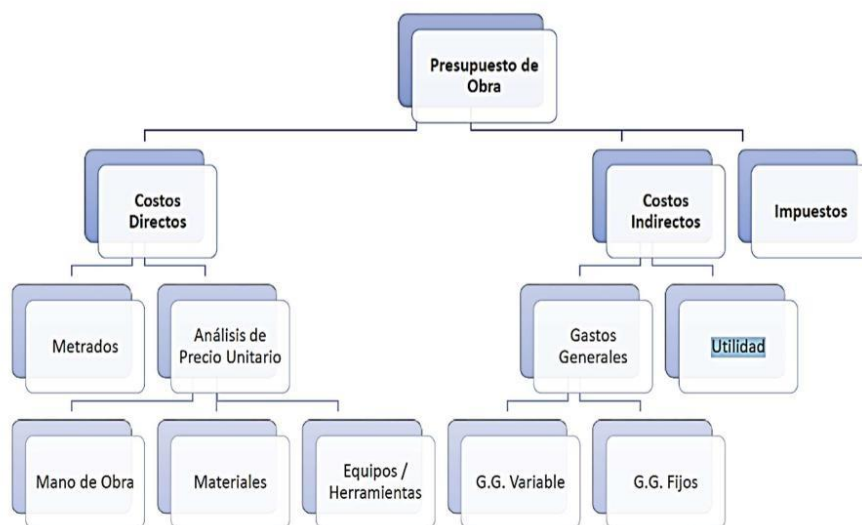 Presupuesto de
Obra
Costos
Directos
Costos
Indirectos
Impuestos
Metrados
Análisis de
Precio Unitario
Gastos
Generales
Utilidad
Mano de Obra
Materiales
Equipos /
Herramientas
G.G. Variable
G.G. Fijos